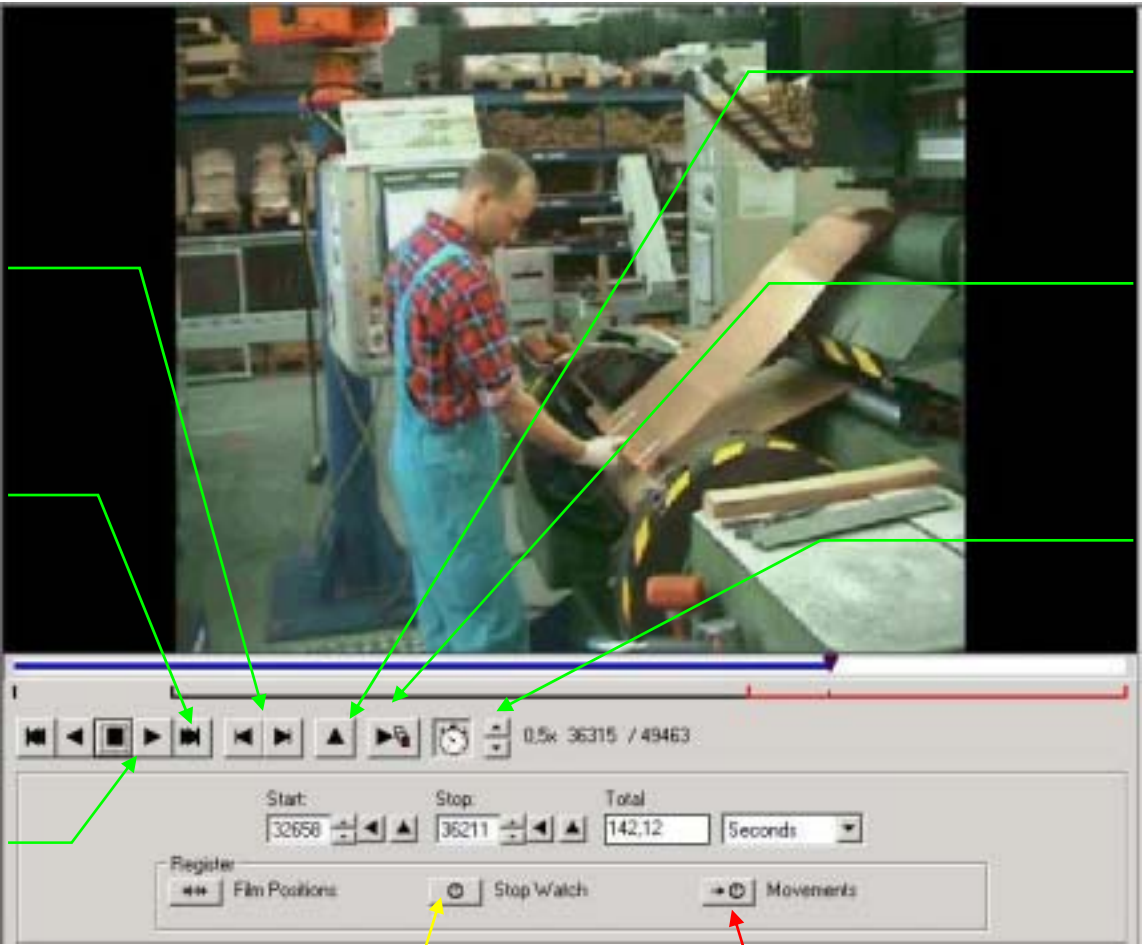 0,5x 36315 / 49463
Start: Stop: Total
32658 36211 142,12 Seconds
Register
Film Positions Stop Watch Movements